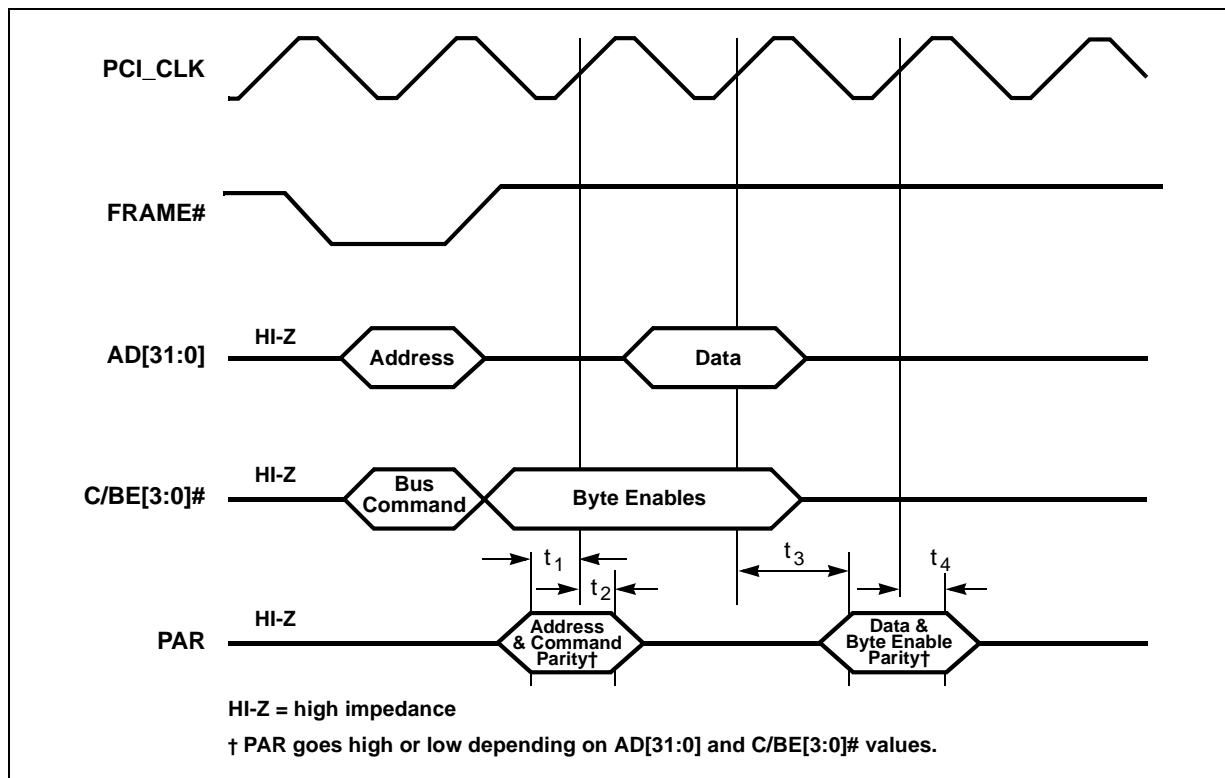 PCI_CLK
FRAME#
AD[31:0]
HI-Z
Address
Data
C/BE[3:0]#
HI-Z
Bus
Command
Byte Enables
t1
t2
t3
t4
PAR
HI-Z
Address
& Command
Parity†
Data &
Byte Enable
Parity†
HI-Z = high impedance
† PAR goes high or low depending on AD[31:0] and C/BE[3:0]# values.